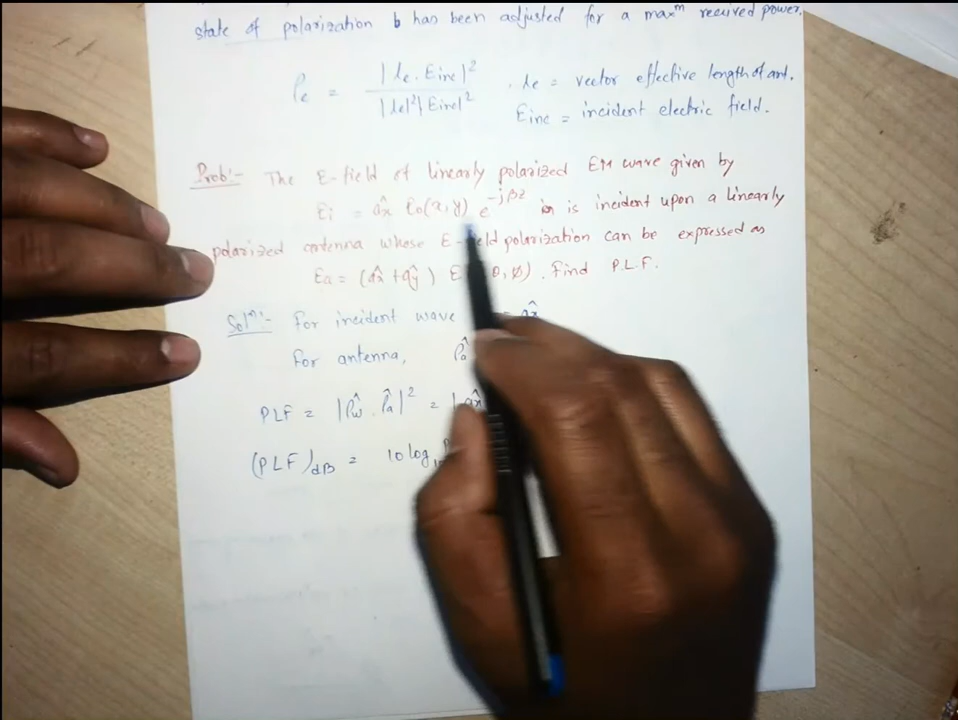 state of polarization b has been adjusted for a maxᵐ received power.
Pe = |le . Einc|² / |le|² |Einc|² , le = vector effective length of ant.
Einc = incident electric field.
Prob:- The E-field of linearly polarized EM wave given by
Ei = âx E0(x,y) e^-jβz is incident upon a linearly
polarized antenna whose E-field polarization can be expressed as
Ea = (âx + ây) E θ, φ) . Find P.L.F.
Solⁿ:- For incident wave = âx
For antenna, ρ̂a
PLF = |ρ̂w . ρ̂a|² = | âx
(PLF)dB = 10 log